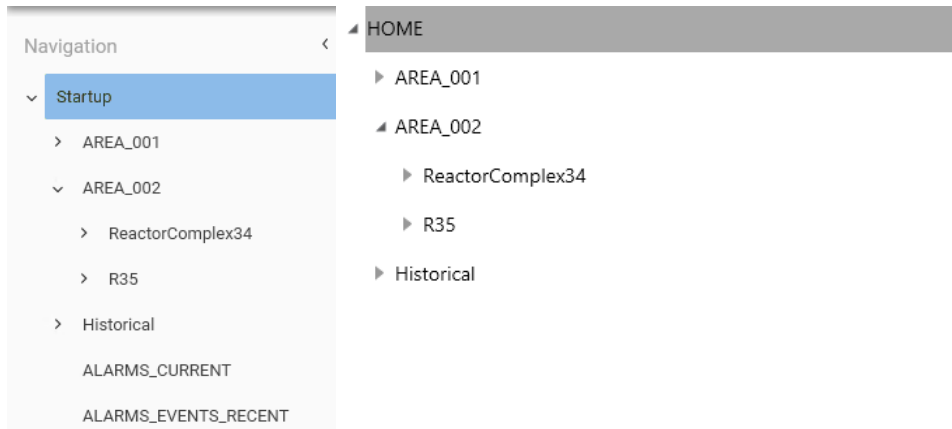 Navigation
Startup
AREA_001
AREA_002
ReactorComplex34
R35
Historical
ALARMS_CURRENT
ALARMS_EVENTS_RECENT
HOME
AREA_001
AREA_002
ReactorComplex34
R35
Historical